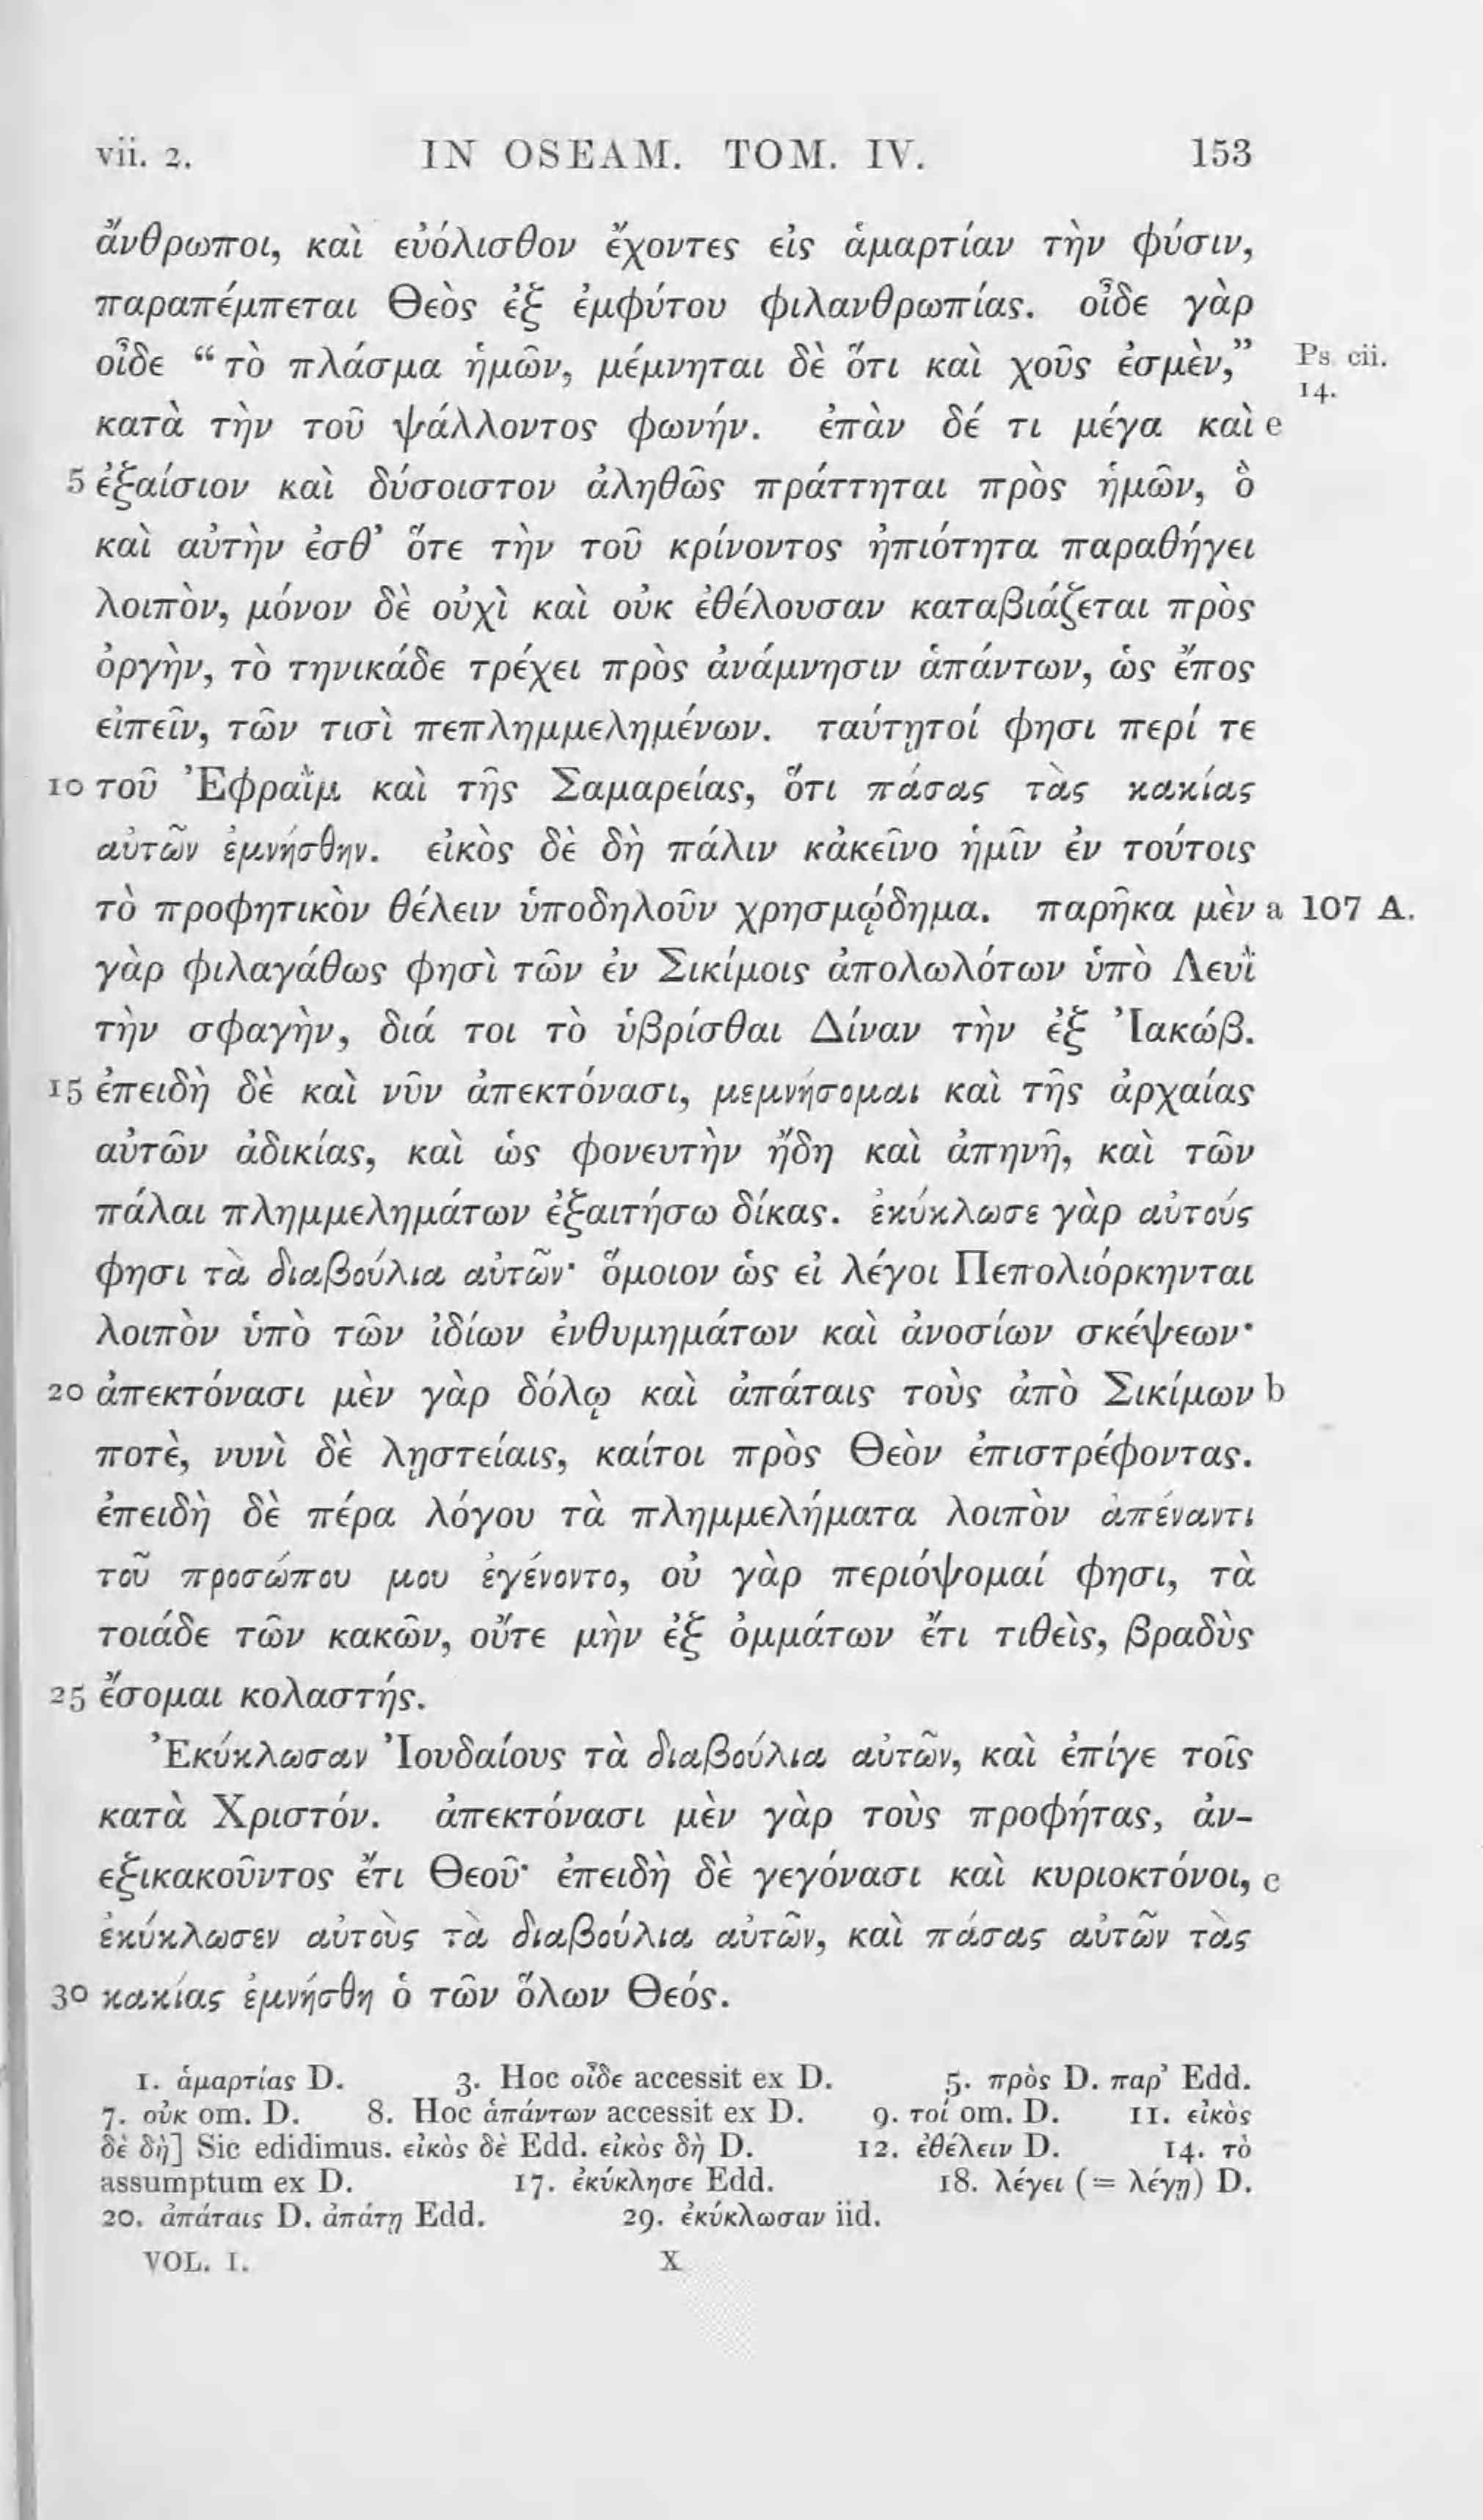 vii. 2. IN OSEAM. TOM. IV. 153
ἄνθρωποι, καὶ εὐόλισθον ἔχοντες εἰς ἁμαρτίαν τὴν φύσιν,
παραπέμπεται Θεὸς ἐξ ἐμφύτου φιλανθρωπίας. οἶδε γὰρ
οἶδε “τὸ πλάσμα ἡμῶν, μέμνηται δὲ ὅτι καὶ χοῦς ἐσμὲν,” Ps. cii. 14.
κατὰ τὴν τοῦ ψάλλοντος φωνήν. ἐπὰν δέ τι μέγα καὶ e
5 ἐξαίσιον καὶ δύσοιστον ἀληθῶς πράττηται πρὸς ἡμῶν, ὃ
καὶ αὐτὴν ἐσθ’ ὅτε τὴν τοῦ κρίνοντος ἠπιότητα παραθήγει
λοιπὸν, μόνον δὲ οὐχὶ καὶ οὐκ ἐθέλουσαν καταβιάζεται πρὸς
ὀργὴν, τὸ τηνικάδε τρέχει πρὸς ἀνάμνησιν ἁπάντων, ὡς ἔπος
εἰπεῖν, τῶν τισὶ πεπλημμελημένων. ταύτῃτοί φησι περί τε
10 τοῦ Ἐφραῒμ καὶ τῆς Σαμαρείας, ὅτι πάσας τὰς κακίας
αὐτῶν ἐμνήσθην. εἰκὸς δὲ δὴ πάλιν κἀκεῖνο ἡμῖν ἐν τούτοις
τὸ προφητικὸν θέλειν ὑποδηλοῦν χρησμῴδημα. παρῆκα μὲν a 107 A.
γὰρ φιλαγάθως φησὶ τῶν ἐν Σικίμοις ἀπολωλότων ὑπὸ Λευῒ
τὴν σφαγὴν, διά τοι τὸ ὑβρίσθαι Δίναν τὴν ἐξ Ἰακώβ.
15 ἐπειδὴ δὲ καὶ νῦν ἀπεκτόνασι, μεμνήσομαι καὶ τῆς ἀρχαίας
αὐτῶν ἀδικίας, καὶ ὡς φονευτὴν ἤδη καὶ ἀπηνῆ, καὶ τῶν
πάλαι πλημμελημάτων ἐξαιτήσω δίκας. ἐκύκλωσε γὰρ αὐτούς
φησι τὰ διαβούλια αὐτῶν· ὅμοιον ὡς εἰ λέγοι Πεπολιόρκηνται
λοιπὸν ὑπὸ τῶν ἰδίων ἐνθυμημάτων καὶ ἀνοσίων σκέψεων·
20 ἀπεκτόνασι μὲν γὰρ δόλῳ καὶ ἀπάταις τοὺς ἀπὸ Σικίμων b
ποτὲ, νυνὶ δὲ λῃστείαις, καίτοι πρὸς Θεὸν ἐπιστρέφοντας.
ἐπειδὴ δὲ πέρα λόγου τὰ πλημμελήματα λοιπὸν ἀπέναντι
τοῦ προσώπου μου ἐγένοντο, οὐ γὰρ περιόψομαί φησι, τὰ
τοιάδε τῶν κακῶν, οὔτε μὴν ἐξ ὀμμάτων ἔτι τιθεὶς, βραδὺς
25 ἔσομαι κολαστής.
Ἐκύκλωσαν Ἰουδαίους τὰ διαβούλια αὐτῶν, καὶ ἐπίγε τοῖς
κατὰ Χριστόν. ἀπεκτόνασι μὲν γὰρ τοὺς προφήτας, ἀν-
εξικακοῦντος ἔτι Θεοῦ· ἐπειδὴ δὲ γεγόνασι καὶ κυριοκτόνοι, c
ἐκύκλωσεν αὐτοὺς τὰ διαβούλια αὐτῶν, καὶ πάσας αὐτῶν τὰς
30 κακίας ἐμνήσθη ὁ τῶν ὅλων Θεός.
1. ἁμαρτίας D. 3. Hoc οἶδε accessit ex D. 5. πρὸς D. παρ’ Edd.
7. οὐκ om. D. 8. Hoc ἁπάντων accessit ex D. 9. τοί om. D. 11. εἰκὸς
δὲ δὴ] Sic edidimus. εἰκὸς δὲ Edd. εἰκὸς δὴ D. 12. ἐθέλειν D. 14. τὸ
assumptum ex D. 17. ἐκύκλησε Edd. 18. λέγει (= λέγῃ) D.
20. ἀπάταις D. ἀπάτῃ Edd. 29. ἐκύκλωσαν iid.
VOL. I. X